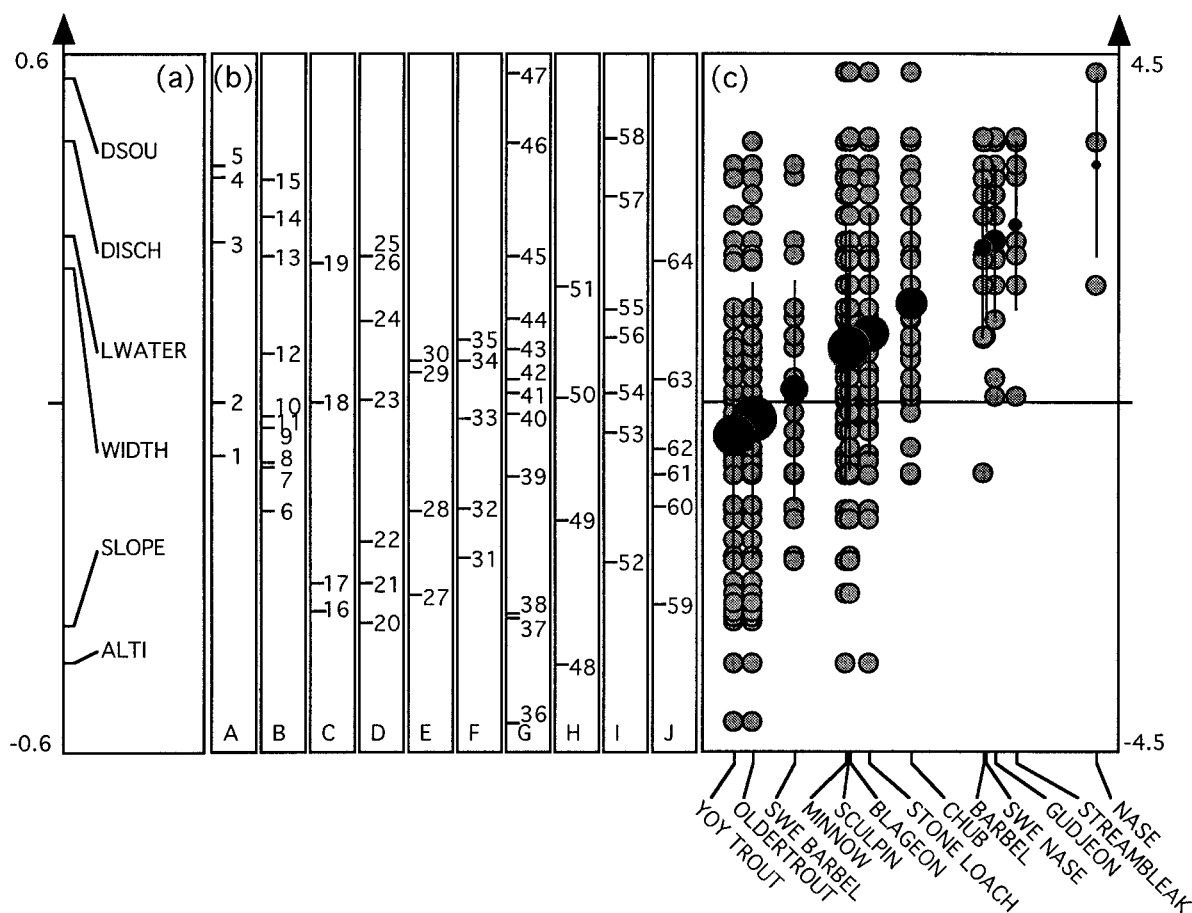 0.6
(a)
(b)
(c)
4.5
DSOU
DISCH
LWATER
WIDTH
SLOPE
ALTI
-0.6
5
4
3
2
1
A
15
14
13
12
10
11
9
8
7
6
B
19
18
17
16
C
25
26
24
23
22
21
20
D
30
29
28
27
E
35
34
33
32
31
F
47
46
45
44
43
42
41
40
39
38
37
36
G
51
50
49
48
H
58
57
55
56
54
53
52
I
64
63
62
61
60
59
J
-4.5
YOY TROUT
OLDERTROUT
SWE BARBEL
MINNOW
SCULPIN
BLAGEON
STONE LOACH
CHUB
BARBEL
SWE NASE
GUDJEON
STREAMBLEAK
NASE